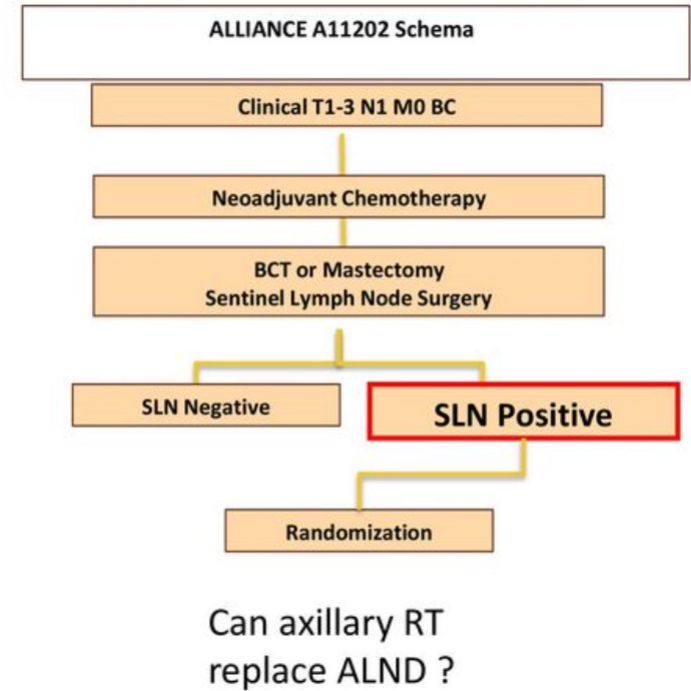 ALLIANCE A11202 Schema
Clinical T1-3 N1 M0 BC
Neoadjuvant Chemotherapy
BCT or Mastectomy
Sentinel Lymph Node Surgery
SLN Negative
SLN Positive
Randomization
Can axillary RT
replace ALND ?